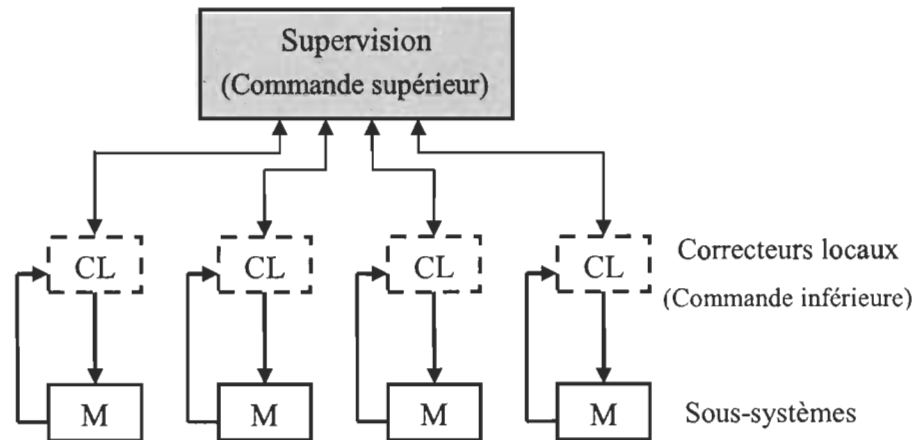 Supervision
(Commande supérieur)
CL CL CL CL
Correcteurs locaux
(Commande inférieure)
M M M M
Sous-systèmes